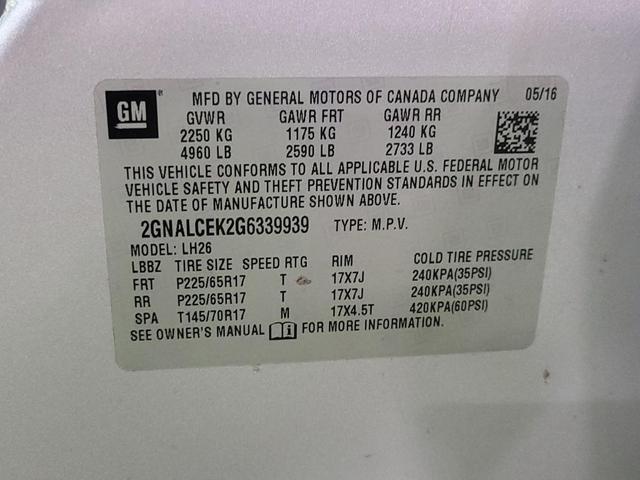 GM
MFD BY GENERAL MOTORS OF CANADA COMPANY 05/16
GVWR GAWR FRT GAWR RR
2250 KG 1175 KG 1240 KG
4960 LB 2590 LB 2733 LB
THIS VEHICLE CONFORMS TO ALL APPLICABLE U.S. FEDERAL MOTOR
VEHICLE SAFETY AND THEFT PREVENTION STANDARDS IN EFFECT ON
THE DATE OF MANUFACTURE SHOWN ABOVE.
2GNALCEK2G6339939 TYPE: M.P.V.
MODEL: LH26
LBBZ TIRE SIZE SPEED RTG RIM COLD TIRE PRESSURE
FRT P225/65R17 T 17X7J 240KPA(35PSI)
RR P225/65R17 T 17X7J 240KPA(35PSI)
SPA T145/70R17 M 17X4.5T 420KPA(60PSI)
SEE OWNER'S MANUAL FOR MORE INFORMATION.